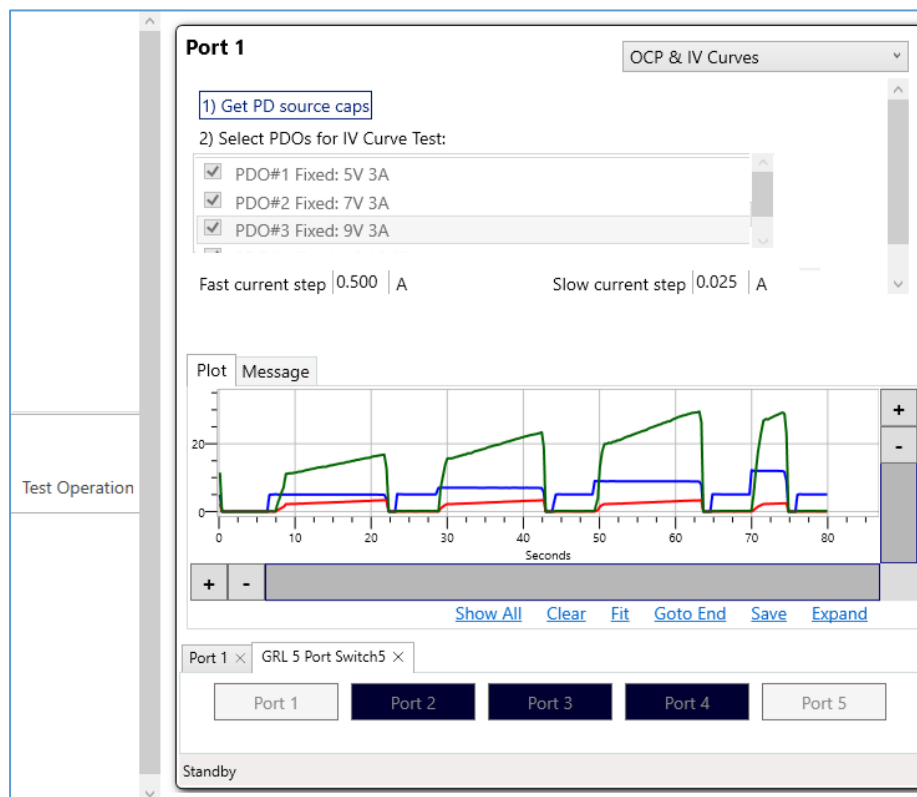 Port 1
OCP & IV Curves
1) Get PD source caps
2) Select PDOs for IV Curve Test:
PDO#1 Fixed: 5V 3A
PDO#2 Fixed: 7V 3A
PDO#3 Fixed: 9V 3A
Fast current step 0.500 A
Slow current step 0.025 A
Plot Message
20
0
0 10 20 30 40 50 60 70 80
Seconds
+
-
+ -
Show All Clear Fit Goto End Save Expand
Test Operation
Port 1 × GRL 5 Port Switch5 ×
Port 1 Port 2 Port 3 Port 4 Port 5
Standby